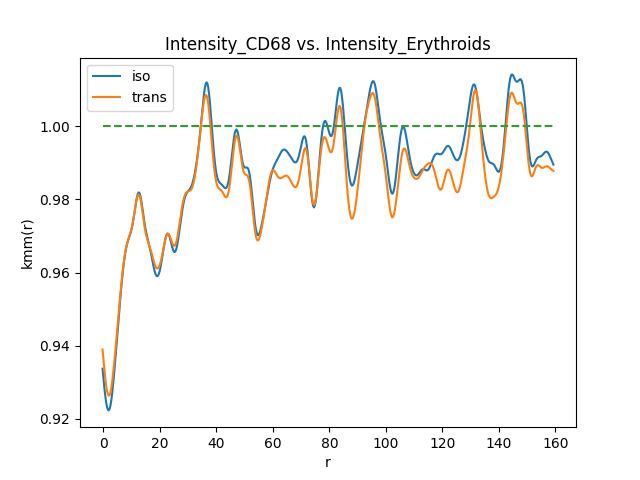 Intensity_CD68 vs. Intensity_Erythroids
iso
trans
1.00
0.98
0.96
0.94
0.92
kmm(r)
0 20 40 60 80 100 120 140 160
r